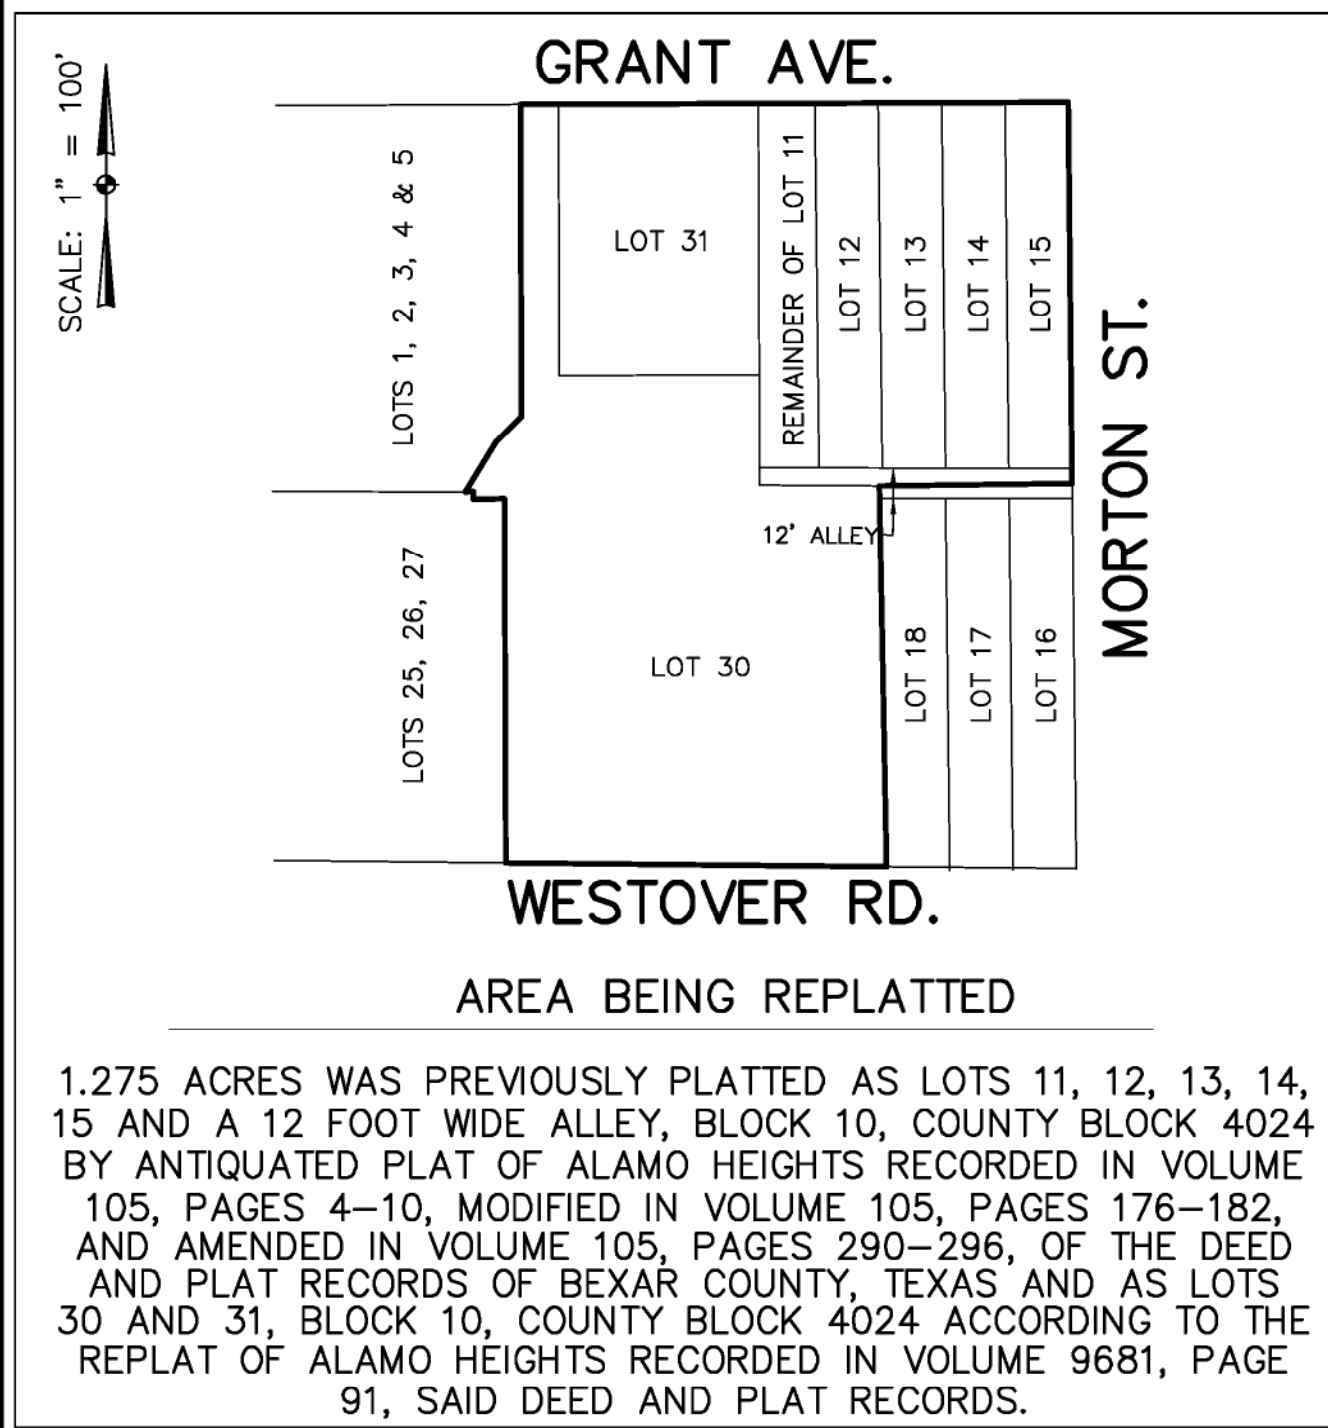 GRANT AVE.
SCALE: 1" = 100'
LOTS 1, 2, 3, 4 & 5
LOT 31
REMAINDER OF LOT 11
LOT 12
LOT 13
LOT 14
LOT 15
MORTON ST.
12' ALLEY
LOTS 25, 26, 27
LOT 30
LOT 18
LOT 17
LOT 16
WESTOVER RD.
AREA BEING REPLATTED
1.275 ACRES WAS PREVIOUSLY PLATTED AS LOTS 11, 12, 13, 14,
15 AND A 12 FOOT WIDE ALLEY, BLOCK 10, COUNTY BLOCK 4024
BY ANTIQUATED PLAT OF ALAMO HEIGHTS RECORDED IN VOLUME
105, PAGES 4-10, MODIFIED IN VOLUME 105, PAGES 176-182,
AND AMENDED IN VOLUME 105, PAGES 290-296, OF THE DEED
AND PLAT RECORDS OF BEXAR COUNTY, TEXAS AND AS LOTS
30 AND 31, BLOCK 10, COUNTY BLOCK 4024 ACCORDING TO THE
REPLAT OF ALAMO HEIGHTS RECORDED IN VOLUME 9681, PAGE
91, SAID DEED AND PLAT RECORDS.